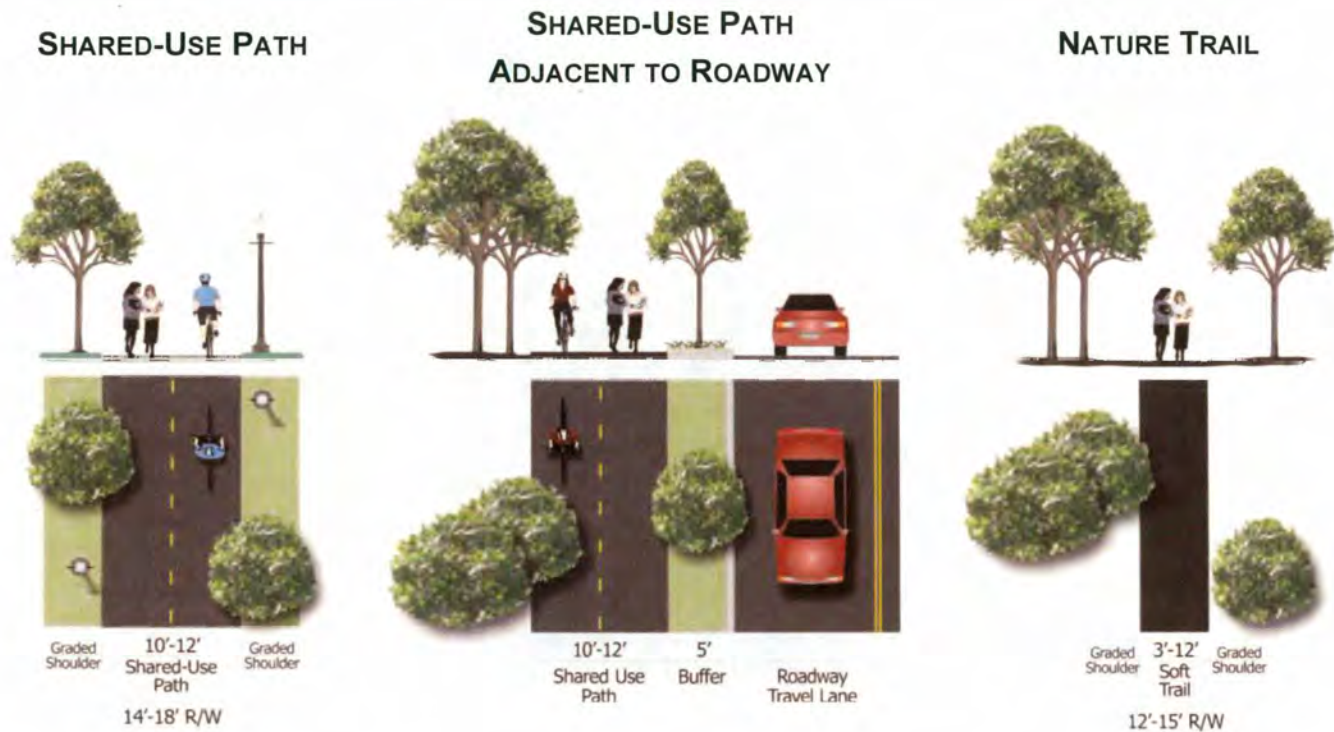 SHARED-USE PATH
Graded
Shoulder
10'-12'
Shared-Use
Path
Graded
Shoulder
14'-18' R/W
SHARED-USE PATH
ADJACENT TO ROADWAY
10'-12'
Shared Use
Path
5'
Buffer
Roadway
Travel Lane
NATURE TRAIL
Graded
Shoulder
3'-12'
Soft
Trail
Graded
Shoulder
12'-15' R/W